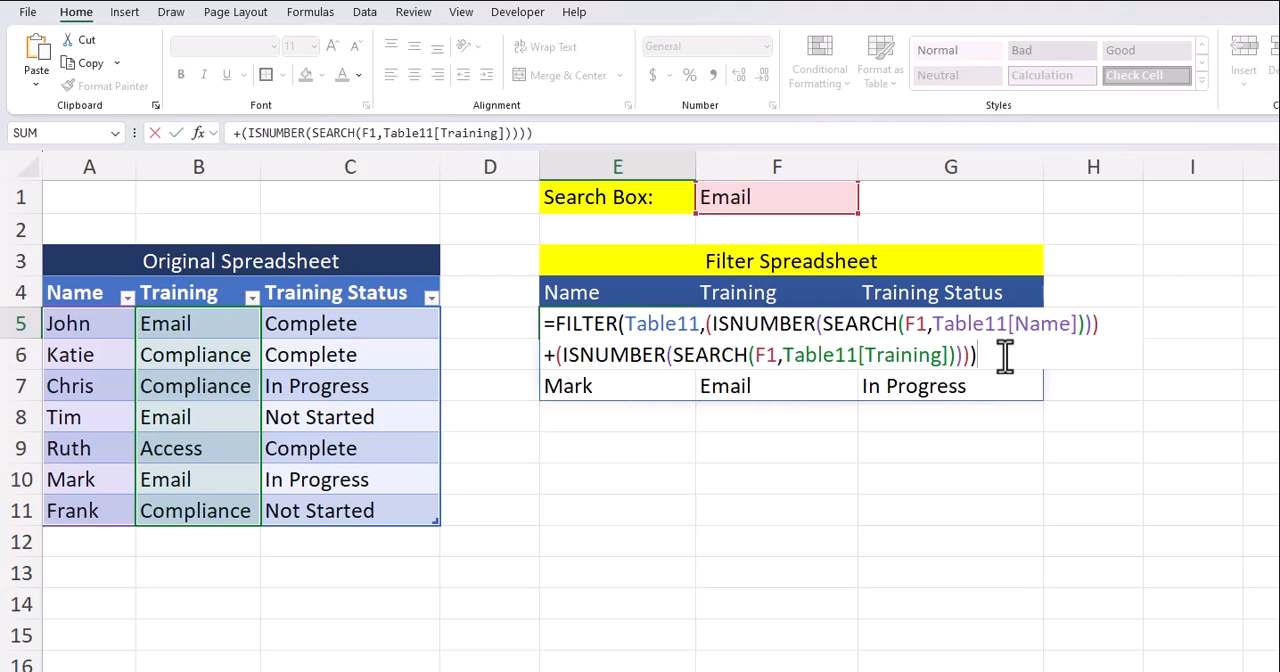 File Home Insert Draw Page Layout Formulas Data Review View Developer Help
Paste
Cut
Copy
Format Painter
Clipboard
11 A A
B I U A
Font
Wrap Text
Merge & Center
Alignment
General
$ % 9
Number
Conditional Formatting
Format as Table
Normal Bad Good
Neutral Calculation Check Cell
Styles
Insert
SUM fx +(ISNUMBER(SEARCH(F1,Table11[Training]))))
A B C D E F G H I
1 Search Box: Email
2
3 Original Spreadsheet Filter Spreadsheet
4 Name Training Training Status Name Training Training Status
5 John Email Complete =FILTER(Table11,(ISNUMBER(SEARCH(F1,Table11[Name])))
6 Katie Compliance Complete +(ISNUMBER(SEARCH(F1,Table11[Training]))))
7 Chris Compliance In Progress Mark Email In Progress
8 Tim Email Not Started
9 Ruth Access Complete
10 Mark Email In Progress
11 Frank Compliance Not Started
12
13
14
15
16